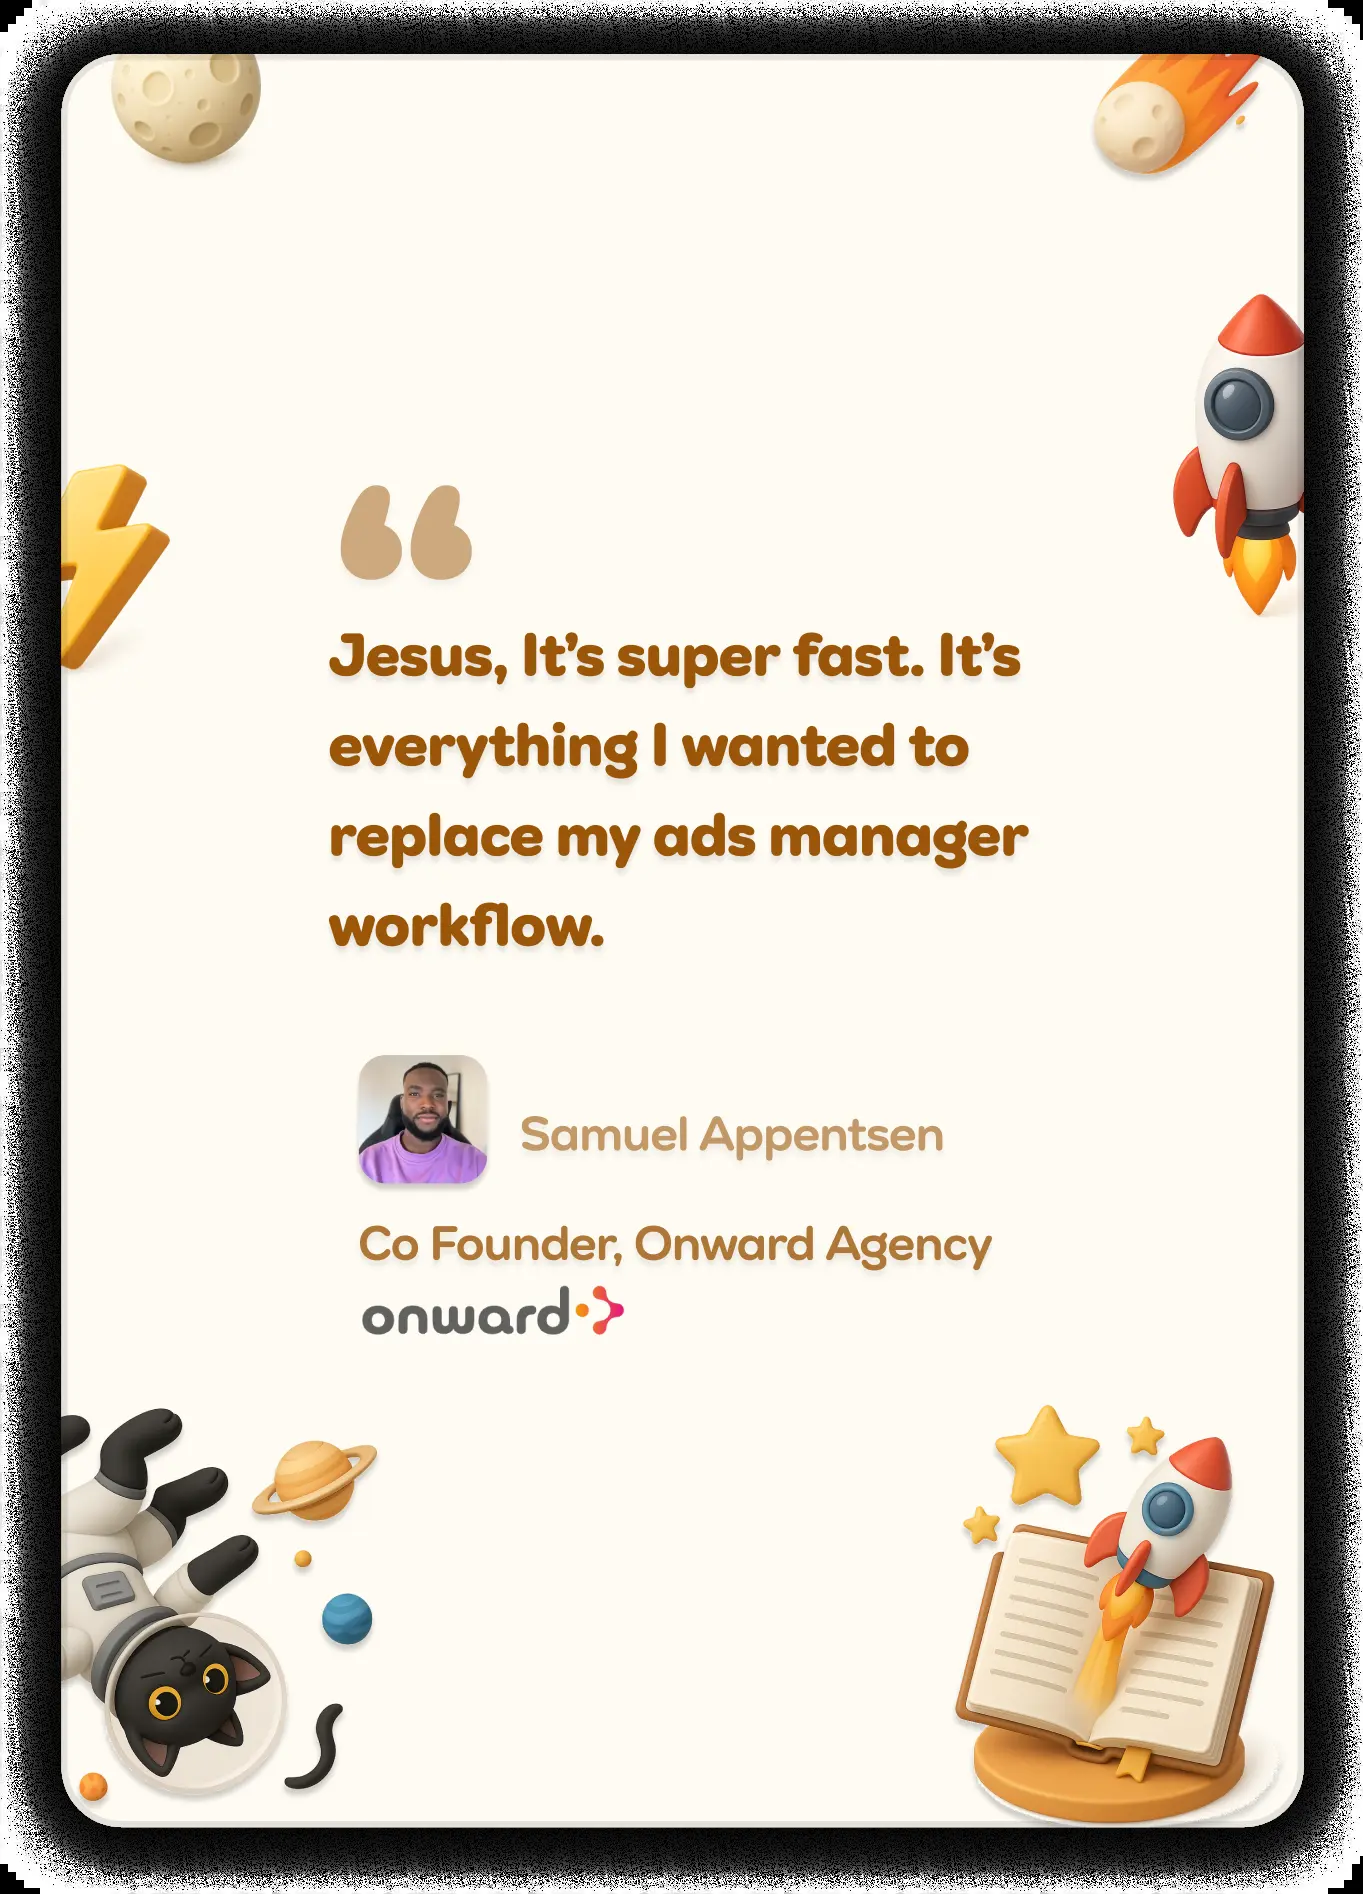 “
Jesus, It’s super fast. It’s
everything I wanted to
replace my ads manager
workflow.
Samuel Appentsen
Co Founder, Onward Agency
onward